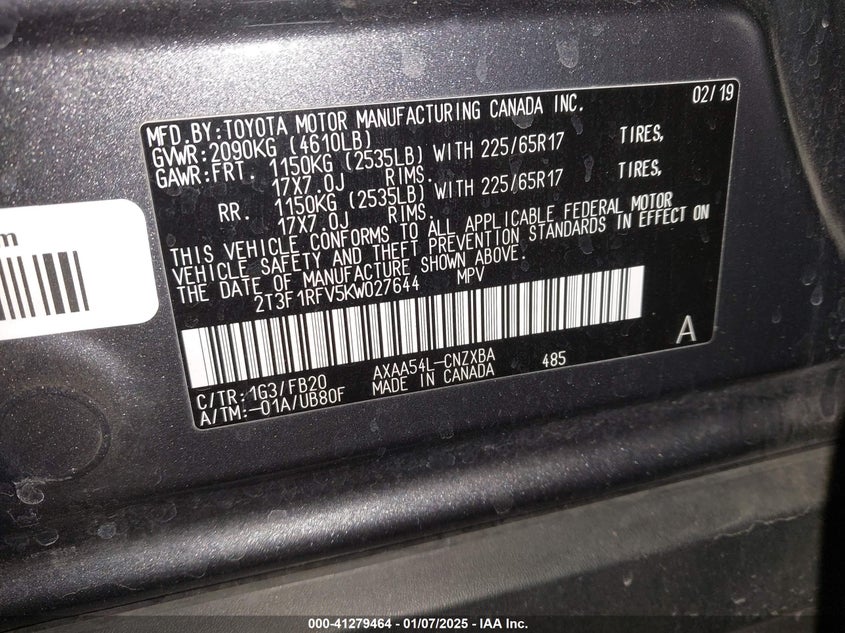 02/19
MFD.BY:TOYOTA MOTOR MANUFACTURING CANADA INC.
GVWR:2090KG (4610LB)
GAWR:FRT. 1150KG (2535LB) WITH 225/65R17 TIRES,
17X7.0J RIMS.
RR. 1150KG (2535LB) WITH 225/65R17 TIRES,
17X7.0J RIMS.
THIS VEHICLE CONFORMS TO ALL APPLICABLE FEDERAL MOTOR
VEHICLE SAFETY AND THEFT PREVENTION STANDARDS IN EFFECT ON
THE DATE OF MANUFACTURE SHOWN ABOVE.
2T3F1RFV5KW027644 MPV
A
C/TR:1G3/FB20 AXAA54L-CNZXBA 485
A/TM:-01A/UB80F MADE IN CANADA
000-41279464 — 01/07/2025 — IAA Inc.